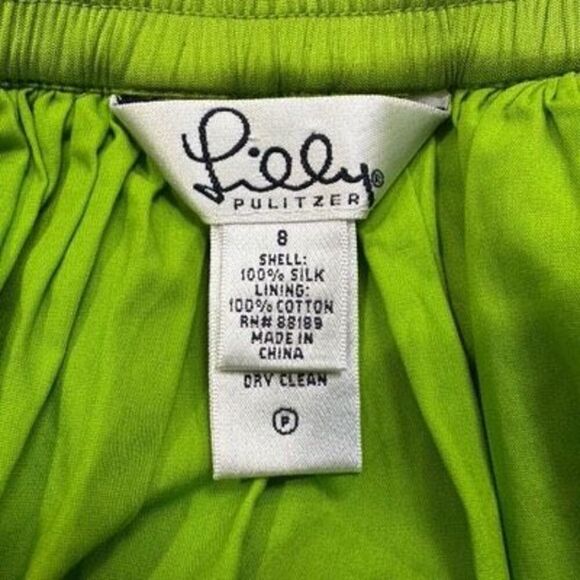 Lilly®
PULITZER
8
SHELL:
100% SILK
LINING:
100% COTTON
RN# 88189
MADE IN
CHINA
DRY CLEAN
P